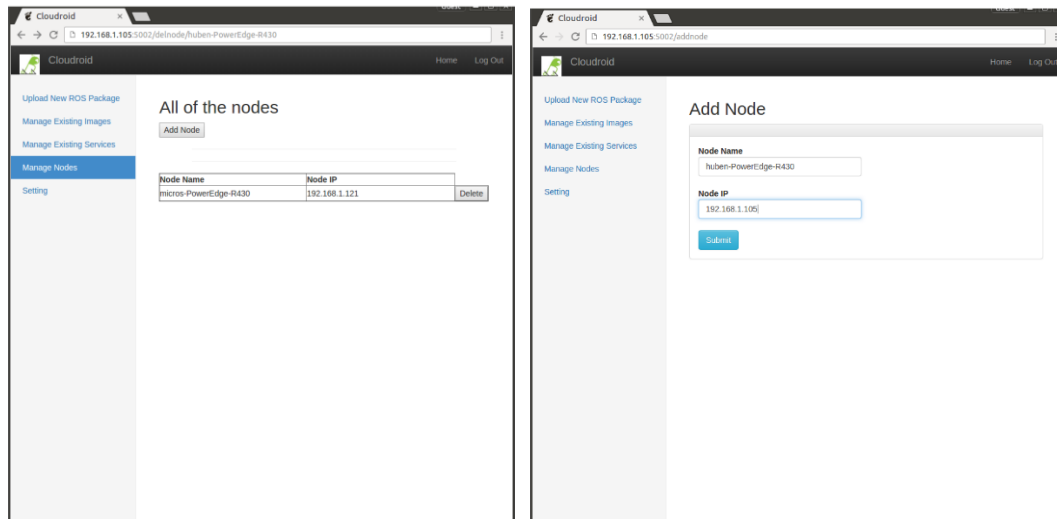 Cloudroid
192.168.1.105:5002/delnode/huben-PowerEdge-R430
Cloudroid
Home Log Out
Upload New ROS Package
Manage Existing Images
Manage Existing Services
Manage Nodes
Setting
All of the nodes
Add Node
Node Name Node IP
micros-PowerEdge-R430 192.168.1.121 Delete
Cloudroid
192.168.1.105:5002/addnode
Cloudroid
Home Log Out
Upload New ROS Package
Manage Existing Images
Manage Existing Services
Manage Nodes
Setting
Add Node
Node Name
huben-PowerEdge-R430
Node IP
192.168.1.105
Submit